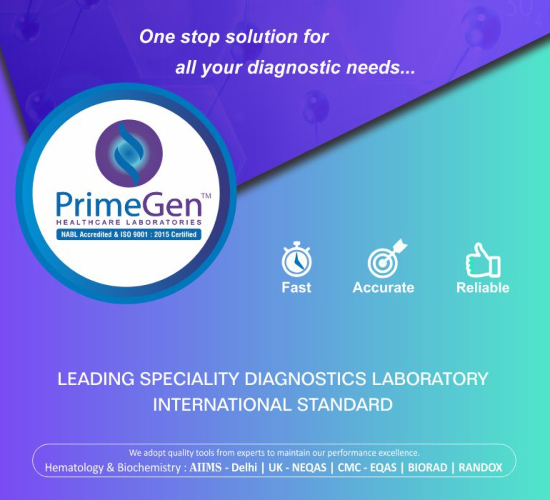 One stop solution for
all your diagnostic needs...
PrimeGen™
HEALTHCARE LABORATORIES
NABL Accredited & ISO 9001 : 2015 Certified
Fast Accurate Reliable
LEADING SPECIALITY DIAGNOSTICS LABORATORY
INTERNATIONAL STANDARD
We adopt quality tools from experts to maintain our performance excellence.
Hematology & Biochemistry : AIIMS - Delhi | UK - NEQAS | CMC - EQAS | BIORAD | RANDOX